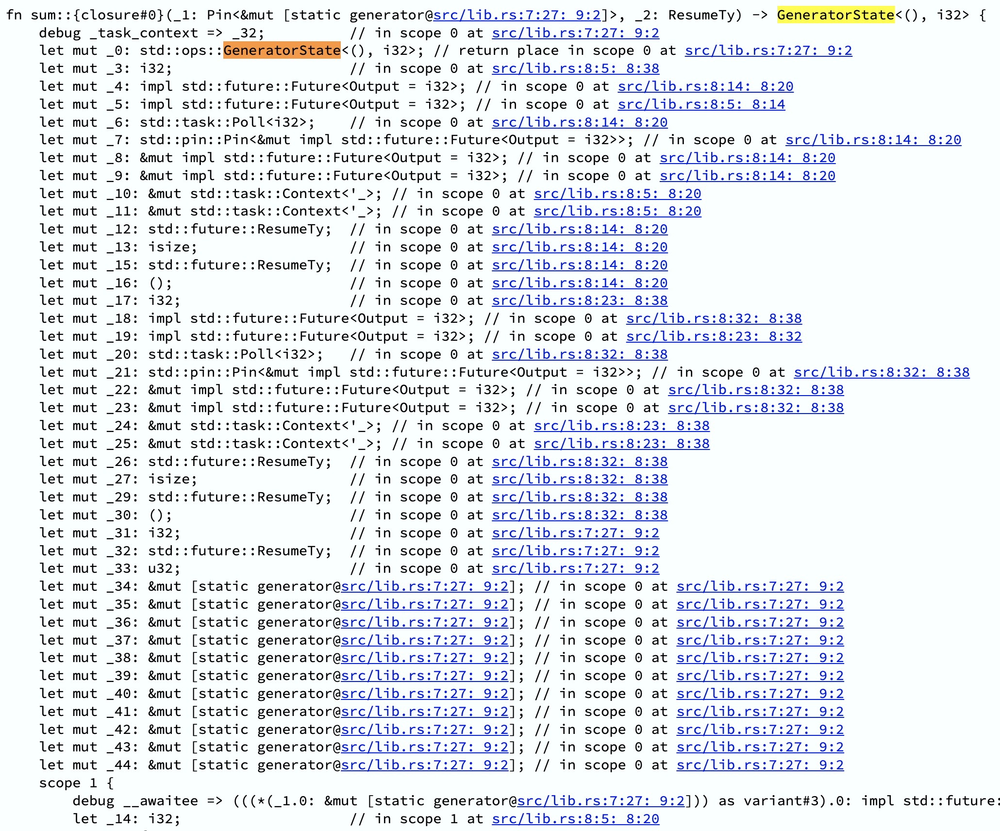 fn sum::{closure#0}(_1: Pin<&mut [static generator@src/lib.rs:7:27: 9:2]>, _2: ResumeTy) -> GeneratorState<(), i32> {
    debug _task_context => _32;          // in scope 0 at src/lib.rs:7:27: 9:2
    let mut _0: std::ops::GeneratorState<(), i32>; // return place in scope 0 at src/lib.rs:7:27: 9:2
    let mut _3: i32;                     // in scope 0 at src/lib.rs:8:5: 8:38
    let mut _4: impl std::future::Future<Output = i32>; // in scope 0 at src/lib.rs:8:14: 8:20
    let mut _5: impl std::future::Future<Output = i32>; // in scope 0 at src/lib.rs:8:5: 8:14
    let mut _6: std::task::Poll<i32>;    // in scope 0 at src/lib.rs:8:14: 8:20
    let mut _7: std::pin::Pin<&mut impl std::future::Future<Output = i32>>; // in scope 0 at src/lib.rs:8:14: 8:20
    let mut _8: &mut impl std::future::Future<Output = i32>; // in scope 0 at src/lib.rs:8:14: 8:20
    let mut _9: &mut impl std::future::Future<Output = i32>; // in scope 0 at src/lib.rs:8:14: 8:20
    let mut _10: &mut std::task::Context<'_>; // in scope 0 at src/lib.rs:8:5: 8:20
    let mut _11: &mut std::task::Context<'_>; // in scope 0 at src/lib.rs:8:5: 8:20
    let mut _12: std::future::ResumeTy;  // in scope 0 at src/lib.rs:8:14: 8:20
    let mut _13: isize;                  // in scope 0 at src/lib.rs:8:14: 8:20
    let mut _15: std::future::ResumeTy;  // in scope 0 at src/lib.rs:8:14: 8:20
    let mut _16: ();                     // in scope 0 at src/lib.rs:8:14: 8:20
    let mut _17: i32;                    // in scope 0 at src/lib.rs:8:23: 8:38
    let mut _18: impl std::future::Future<Output = i32>; // in scope 0 at src/lib.rs:8:32: 8:38
    let mut _19: impl std::future::Future<Output = i32>; // in scope 0 at src/lib.rs:8:23: 8:32
    let mut _20: std::task::Poll<i32>;   // in scope 0 at src/lib.rs:8:32: 8:38
    let mut _21: std::pin::Pin<&mut impl std::future::Future<Output = i32>>; // in scope 0 at src/lib.rs:8:32: 8:38
    let mut _22: &mut impl std::future::Future<Output = i32>; // in scope 0 at src/lib.rs:8:32: 8:38
    let mut _23: &mut impl std::future::Future<Output = i32>; // in scope 0 at src/lib.rs:8:32: 8:38
    let mut _24: &mut std::task::Context<'_>; // in scope 0 at src/lib.rs:8:23: 8:38
    let mut _25: &mut std::task::Context<'_>; // in scope 0 at src/lib.rs:8:23: 8:38
    let mut _26: std::future::ResumeTy;  // in scope 0 at src/lib.rs:8:32: 8:38
    let mut _27: isize;                  // in scope 0 at src/lib.rs:8:32: 8:38
    let mut _29: std::future::ResumeTy;  // in scope 0 at src/lib.rs:8:32: 8:38
    let mut _30: ();                     // in scope 0 at src/lib.rs:8:32: 8:38
    let mut _31: i32;                    // in scope 0 at src/lib.rs:7:27: 9:2
    let mut _32: std::future::ResumeTy;  // in scope 0 at src/lib.rs:7:27: 9:2
    let mut _33: u32;                    // in scope 0 at src/lib.rs:7:27: 9:2
    let mut _34: &mut [static generator@src/lib.rs:7:27: 9:2]; // in scope 0 at src/lib.rs:7:27: 9:2
    let mut _35: &mut [static generator@src/lib.rs:7:27: 9:2]; // in scope 0 at src/lib.rs:7:27: 9:2
    let mut _36: &mut [static generator@src/lib.rs:7:27: 9:2]; // in scope 0 at src/lib.rs:7:27: 9:2
    let mut _37: &mut [static generator@src/lib.rs:7:27: 9:2]; // in scope 0 at src/lib.rs:7:27: 9:2
    let mut _38: &mut [static generator@src/lib.rs:7:27: 9:2]; // in scope 0 at src/lib.rs:7:27: 9:2
    let mut _39: &mut [static generator@src/lib.rs:7:27: 9:2]; // in scope 0 at src/lib.rs:7:27: 9:2
    let mut _40: &mut [static generator@src/lib.rs:7:27: 9:2]; // in scope 0 at src/lib.rs:7:27: 9:2
    let mut _41: &mut [static generator@src/lib.rs:7:27: 9:2]; // in scope 0 at src/lib.rs:7:27: 9:2
    let mut _42: &mut [static generator@src/lib.rs:7:27: 9:2]; // in scope 0 at src/lib.rs:7:27: 9:2
    let mut _43: &mut [static generator@src/lib.rs:7:27: 9:2]; // in scope 0 at src/lib.rs:7:27: 9:2
    let mut _44: &mut [static generator@src/lib.rs:7:27: 9:2]; // in scope 0 at src/lib.rs:7:27: 9:2
    scope 1 {
        debug __awaitee => (((*(_1.0: &mut [static generator@src/lib.rs:7:27: 9:2])) as variant#3).0: impl std::future:
        let _14: i32;                    // in scope 1 at src/lib.rs:8:5: 8:20